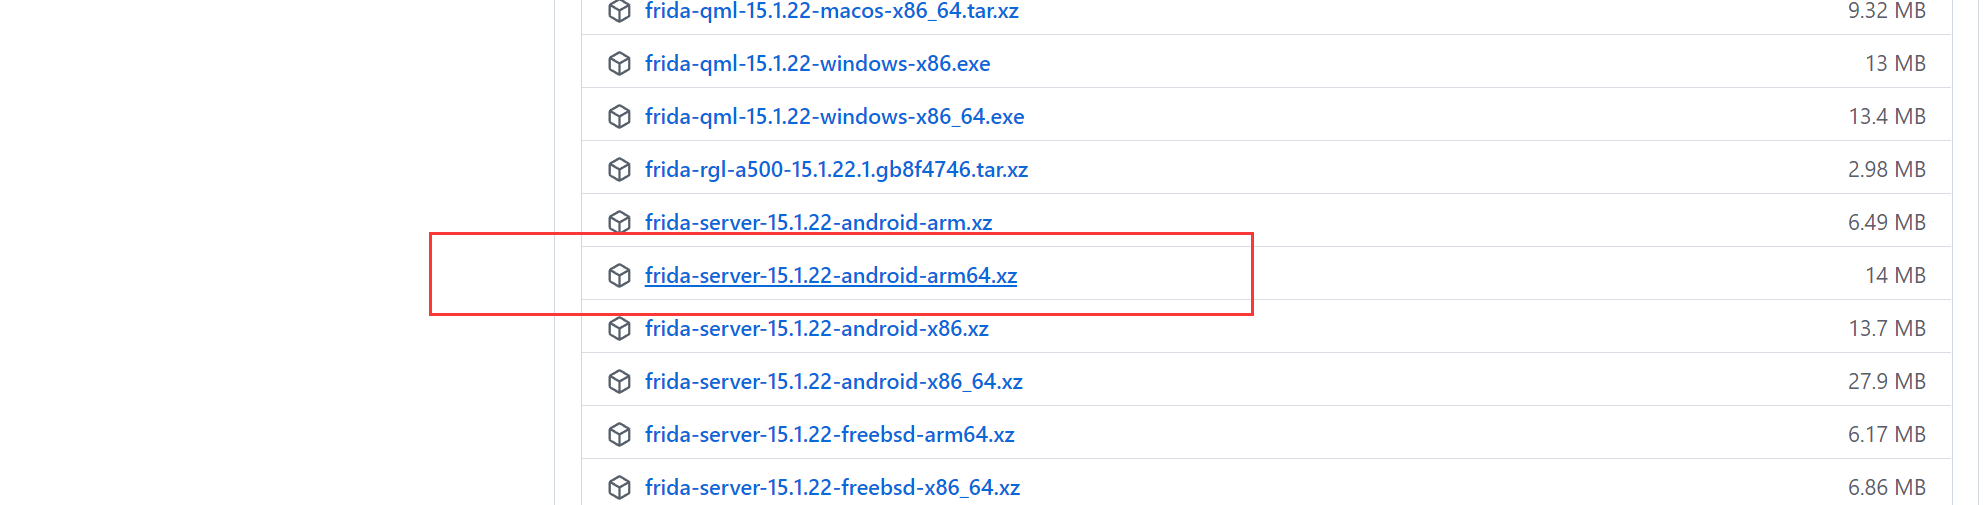 frida-qml-15.1.22-macos-x86_64.tar.xz 9.32 MB
frida-qml-15.1.22-windows-x86.exe 13 MB
frida-qml-15.1.22-windows-x86_64.exe 13.4 MB
frida-rgl-a500-15.1.22.1.gb8f4746.tar.xz 2.98 MB
frida-server-15.1.22-android-arm.xz 6.49 MB
frida-server-15.1.22-android-arm64.xz 14 MB
frida-server-15.1.22-android-x86.xz 13.7 MB
frida-server-15.1.22-android-x86_64.xz 27.9 MB
frida-server-15.1.22-freebsd-arm64.xz 6.17 MB
frida-server-15.1.22-freebsd-x86_64.xz 6.86 MB